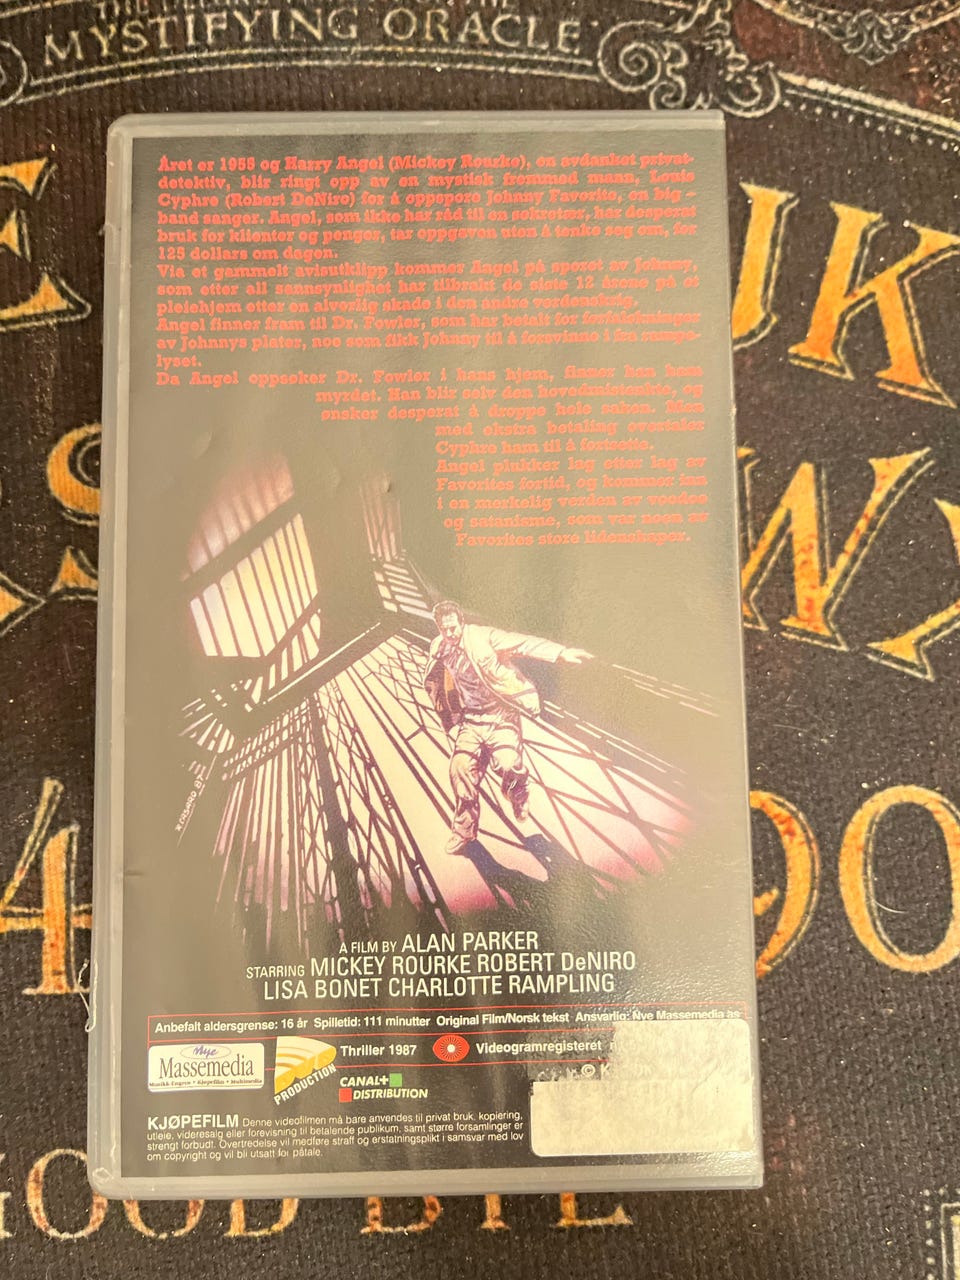 MYSTIFYING ORACLE
Året er 1955 og Harry Angel (Mickey Rourke), en avdanket privat-
detektiv, blir ringt opp av en mystisk fremmed mann, Louis
Cyphre (Robert DeNiro) for å oppspore Johnny Favorite, en big –
band sanger. Angel, som ikke har råd til en sekretær, har desperat
bruk for klienter og penger, tar oppgaven uten å tenke seg om, for
125 dollars om dagen.
Via et gammelt avisutklipp kommer Angel på sporet av Johnny,
som etter all sannsynlighet har tilbrakt de siste 12 årene på et
pleiehjem etter en alvorlig skade i den andre verdenskrig.
Angel finner fram til Dr. Fowler, som har betalt for forfalskninger
av Johnnys plater, noe som fikk Johnny til å forsvinne i fra rampe-
lyset.
Da Angel oppsøker Dr. Fowler i hans hjem, finner han ham
myrdet. Han blir selv den hovedmistenkte, og
ønsker desperat å droppe hele saken. Men
med ekstra betaling overtaler
Cyphre ham til å fortsette.
Angel plukker lag etter lag av
Favorites fortid, og kommer inn
i en merkelig verden av voodoo
og satanisme, som var noen av
Favorites store lidenskaper.
R. CASARO 87
A FILM BY ALAN PARKER
STARRING MICKEY ROURKE ROBERT DeNIRO
LISA BONET CHARLOTTE RAMPLING
Anbefalt aldersgrense: 16 år Spilletid: 111 minutter Original Film/Norsk tekst Ansvarlig: Nye Massemedia as
Nye
Massemedia
Musikk Engros • Kjøpefilm • Multimedia
PRODUCTION
Thriller 1987
Videogramregisteret
CANAL+
DISTRIBUTION
©
KJØPEFILM Denne videofilmen må bare anvendes til privat bruk, kopiering,
utleie, videresalg eller forevisning til betalende publikum, samt større forsamlinger er
strengt forbudt. Overtredelse vil medføre straff og erstatningsplikt i samsvar med lov
om copyright og vil bli utsatt for påtale.
GOOD BYE